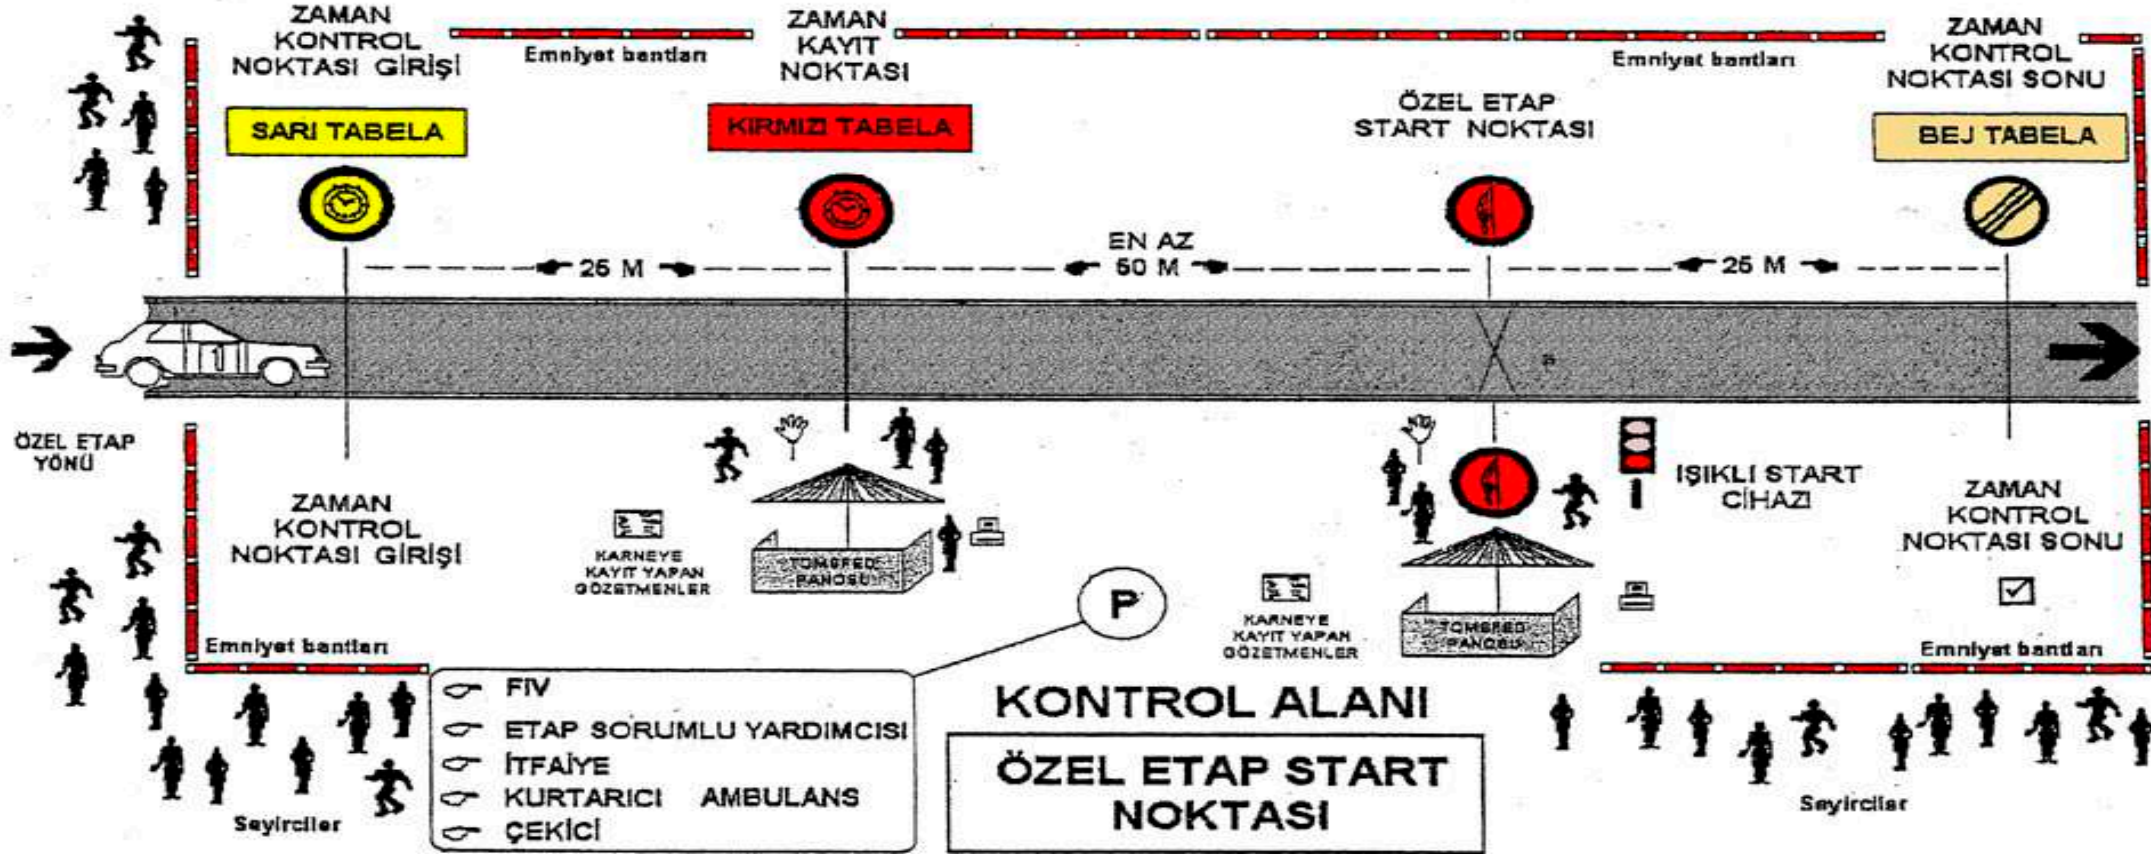 ZAMAN
KONTROL
NOKTASI GİRİŞİ
Emniyet bantları
ZAMAN
KAYIT
NOKTASI
Emniyet bantları
ZAMAN
KONTROL
NOKTASI SONU
SARI TABELA
KIRMIZI TABELA
ÖZEL ETAP
START NOKTASI
BEJ TABELA
25 M
EN AZ
50 M
25 M
1
ÖZEL ETAP
YÖNÜ
ZAMAN
KONTROL
NOKTASI GİRİŞİ
KARNEYE
KAYIT YAPAN
GÖZETMENLER
TOMSFED
PANOSU
P
KARNEYE
KAYIT YAPAN
GÖZETMENLER
TOMSFED
PANOSU
IŞIKLI START
CİHAZI
ZAMAN
KONTROL
NOKTASI SONU
Emniyet bantları
Emniyet bantları
FIV
ETAP SORUMLU YARDIMCISI
İTFAİYE
KURTARICI AMBULANS
ÇEKİCİ
KONTROL ALANI
ÖZEL ETAP START
NOKTASI
Seyirciler
Seyirciler